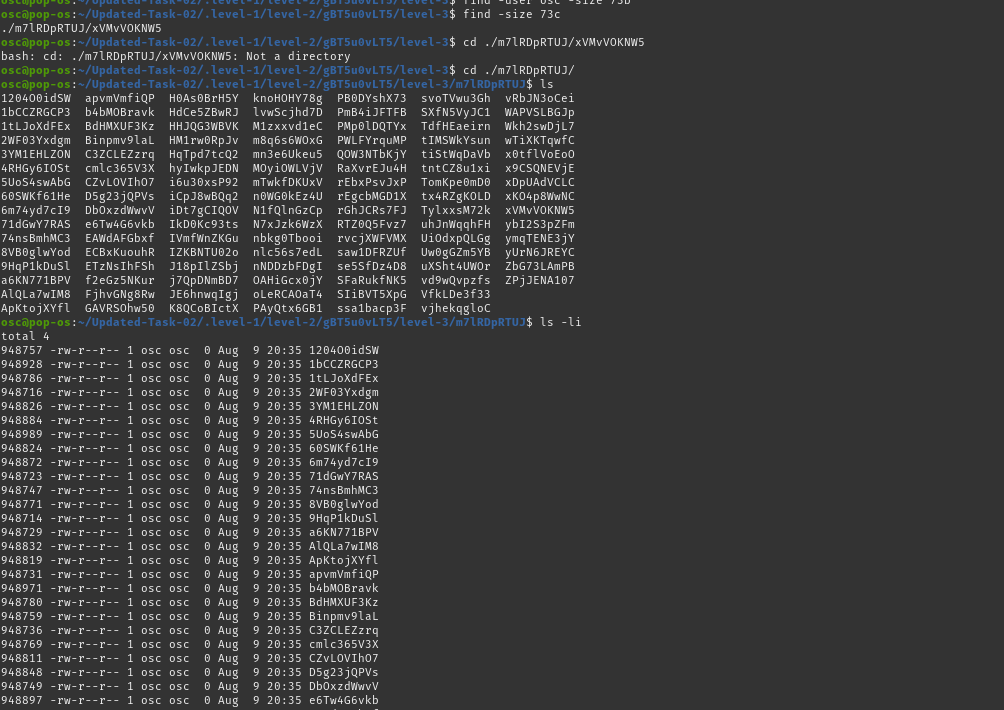 osc@pop-os:~/Updated-Task-02/.level-1/level-2/gBT5u0vLT5/level-3$ find -user osc -size 73b
osc@pop-os:~/Updated-Task-02/.level-1/level-2/gBT5u0vLT5/level-3$ find -size 73c
./m7lRDpRTUJ/xVMvVOKNW5
osc@pop-os:~/Updated-Task-02/.level-1/level-2/gBT5u0vLT5/level-3$ cd ./m7lRDpRTUJ/xVMvVOKNW5
bash: cd: ./m7lRDpRTUJ/xVMvVOKNW5: Not a directory
osc@pop-os:~/Updated-Task-02/.level-1/level-2/gBT5u0vLT5/level-3$ cd ./m7lRDpRTUJ/
osc@pop-os:~/Updated-Task-02/.level-1/level-2/gBT5u0vLT5/level-3/m7lRDpRTUJ$ ls
1204O0idSW apvmVmfiQP H0As0BrH5Y knoHOHY78g PB0DYshX73 svoTVwu3Gh vRbJN3oCei
1bCCZRGCP3 b4bMOBravk HdCe5ZBwRJ lvwScjhd7D PmB4iJFTFB SXfN5VyJC1 WAPVSLBGJp
1tLJoXdFEx BdHMXUF3Kz HHJQG3WBVK M1zxxvd1eC PMp0lDQTYx TdfHEaeirn Wkh2swDjL7
2WF03Yxdgm Binpmv9laL HM1rw0RpJv m8q6s6WOxG PWLFYrquMP tIMSWkYsun wTiXKTqwfC
3YM1EHLZON C3ZCLEZzrq HqTpd7tcQ2 mn3e6Ukeu5 QOW3NTbKjY tiStWqDaVb x0tflVoEoO
4RHGy6IOSt cmlc365V3X hyIwkpJEDN MOyiOWLVjV RaXvrEJu4H tntCZ8u1xi x9CSQNEVjE
5UoS4swAbG CZvLOVIhO7 i6u30xsP92 mTwkfDKUxV rEbxPsvJxP TomKpe0mD0 xDpUAdVCLC
60SWKf61He D5g23jQPVs iCpJ8wBQq2 n0WG0kEz4U rEgcbMGD1X tx4RZgKOLD xKO4p8WwNC
6m74yd7cI9 DbOxzdWwvV iDt7gCIQOV N1fQlnGzCp rGhJCRs7FJ TylxxsM72k xVMvVOKNW5
71dGwY7RAS e6Tw4G6vkb IkD0Kc93ts N7xJzk6WzX RTZ0Q5Fvz7 uhJnWqqhFH ybI2S3pZFm
74nsBmhMC3 EAWdAFGbxf IVmfWnZKGu nbkg0Tbooi rvcjXWFVMX UiOdxpQLGg ymqTENE3jY
8VB0glwYod ECBxKuouhR IZKBNTU02o nlc56s7edL saw1DFRZUf Uw0gGZm5YB yUrN6JREYC
9HqP1kDuSl ETzNsIhFSh J18pIlZSbj nNDDzbFDgI se5SfDz4D8 uXSht4UWOr ZbG73LAmPB
a6KN771BPV f2eGz5NKur j7QpDNmBD7 OAHiGcx0jY SFaRukfNK5 vd9wQvpzfs ZPjJENA107
AlQLa7wIM8 FjhvGNg8Rw JE6hnwqIgj oLeRCAOaT4 SIiBVT5XpG VfkLDe3f33
ApKtojXYfl GAVRSOhw50 K8QCoBIctX PAyQtx6GB1 ssa1bacp3F vjhekqgloC
osc@pop-os:~/Updated-Task-02/.level-1/level-2/gBT5u0vLT5/level-3/m7lRDpRTUJ$ ls -li
total 4
948757 -rw-r--r-- 1 osc osc 0 Aug 9 20:35 1204O0idSW
948928 -rw-r--r-- 1 osc osc 0 Aug 9 20:35 1bCCZRGCP3
948786 -rw-r--r-- 1 osc osc 0 Aug 9 20:35 1tLJoXdFEx
948716 -rw-r--r-- 1 osc osc 0 Aug 9 20:35 2WF03Yxdgm
948826 -rw-r--r-- 1 osc osc 0 Aug 9 20:35 3YM1EHLZON
948884 -rw-r--r-- 1 osc osc 0 Aug 9 20:35 4RHGy6IOSt
948989 -rw-r--r-- 1 osc osc 0 Aug 9 20:35 5UoS4swAbG
948824 -rw-r--r-- 1 osc osc 0 Aug 9 20:35 60SWKf61He
948872 -rw-r--r-- 1 osc osc 0 Aug 9 20:35 6m74yd7cI9
948723 -rw-r--r-- 1 osc osc 0 Aug 9 20:35 71dGwY7RAS
948747 -rw-r--r-- 1 osc osc 0 Aug 9 20:35 74nsBmhMC3
948771 -rw-r--r-- 1 osc osc 0 Aug 9 20:35 8VB0glwYod
948714 -rw-r--r-- 1 osc osc 0 Aug 9 20:35 9HqP1kDuSl
948729 -rw-r--r-- 1 osc osc 0 Aug 9 20:35 a6KN771BPV
948832 -rw-r--r-- 1 osc osc 0 Aug 9 20:35 AlQLa7wIM8
948819 -rw-r--r-- 1 osc osc 0 Aug 9 20:35 ApKtojXYfl
948731 -rw-r--r-- 1 osc osc 0 Aug 9 20:35 apvmVmfiQP
948971 -rw-r--r-- 1 osc osc 0 Aug 9 20:35 b4bMOBravk
948780 -rw-r--r-- 1 osc osc 0 Aug 9 20:35 BdHMXUF3Kz
948759 -rw-r--r-- 1 osc osc 0 Aug 9 20:35 Binpmv9laL
948736 -rw-r--r-- 1 osc osc 0 Aug 9 20:35 C3ZCLEZzrq
948769 -rw-r--r-- 1 osc osc 0 Aug 9 20:35 cmlc365V3X
948811 -rw-r--r-- 1 osc osc 0 Aug 9 20:35 CZvLOVIhO7
948848 -rw-r--r-- 1 osc osc 0 Aug 9 20:35 D5g23jQPVs
948749 -rw-r--r-- 1 osc osc 0 Aug 9 20:35 DbOxzdWwvV
948897 -rw-r--r-- 1 osc osc 0 Aug 9 20:35 e6Tw4G6vkb